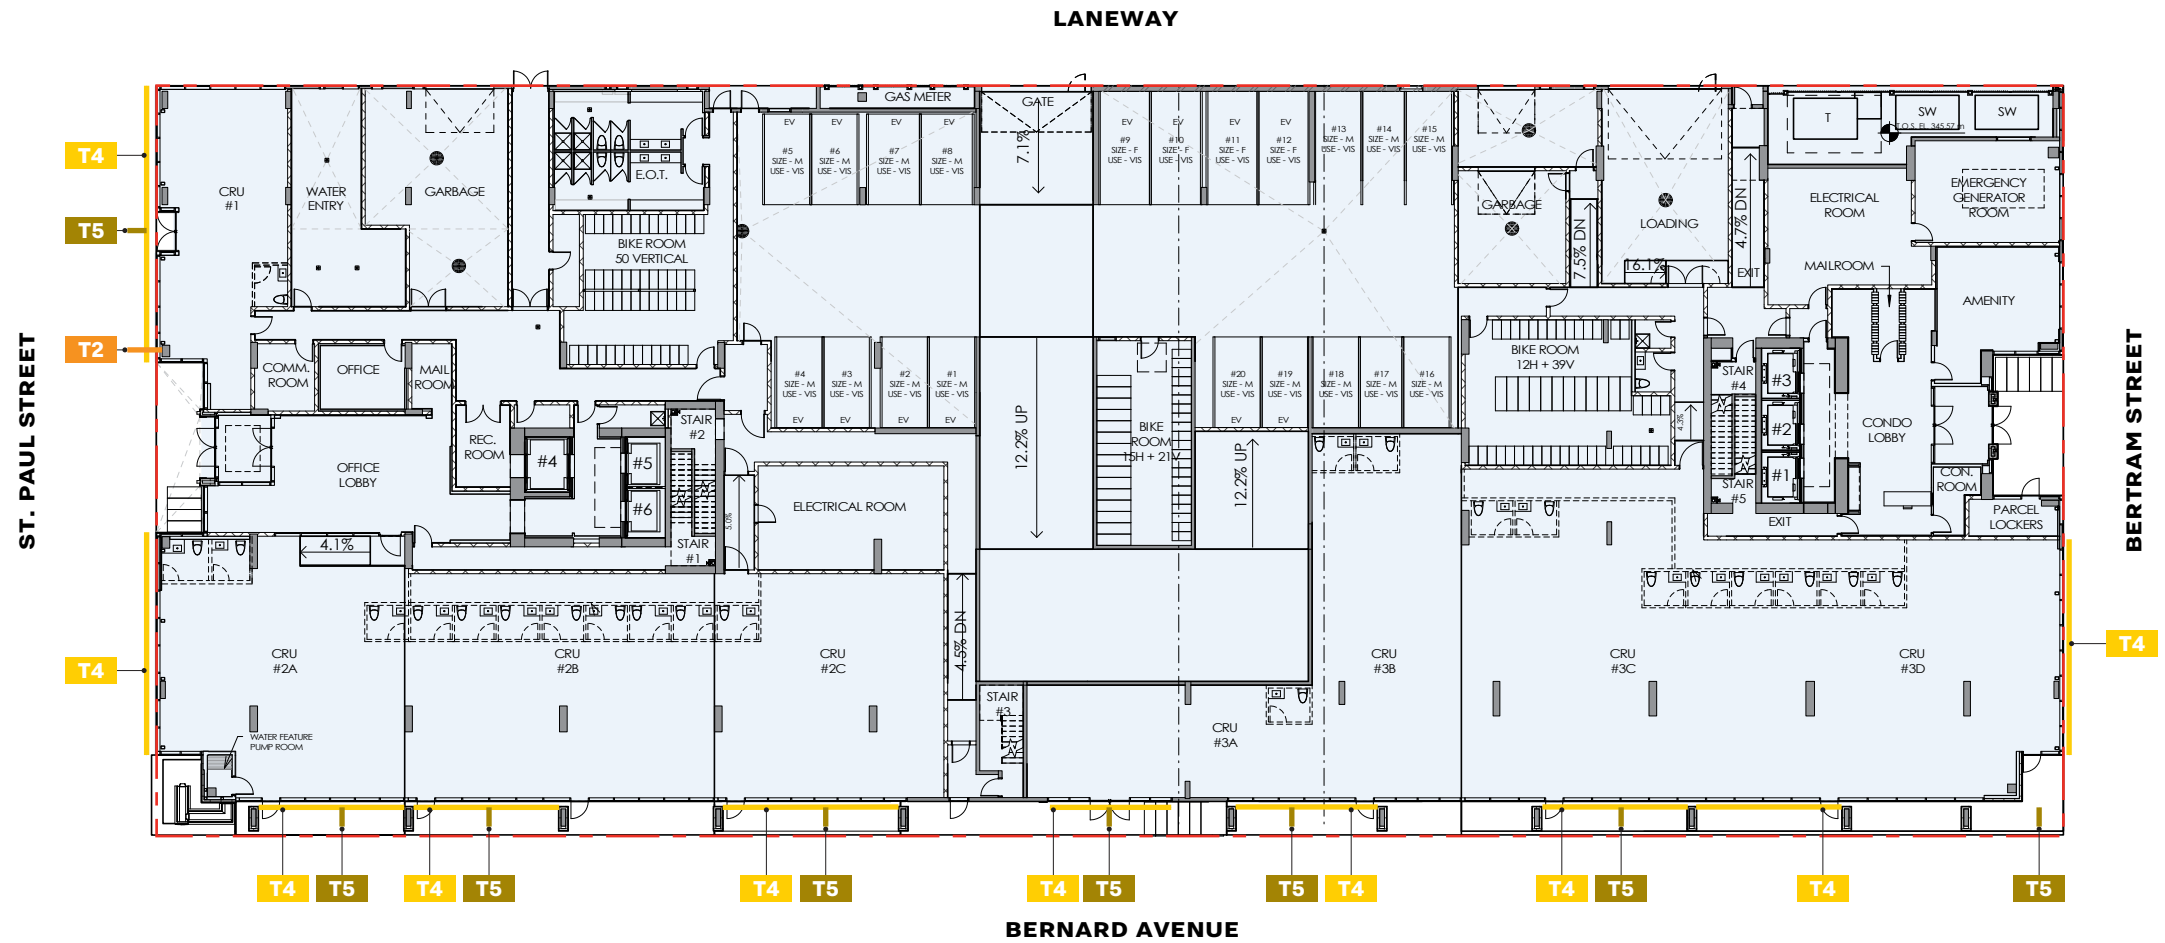 LANEWAY
GAS METER
GATE
7.1%
T
SW
SW
T.O.S. EL. 345.57 m
EV
EV
EV
EV
#5
SIZE - M
USE - VIS
#6
SIZE - M
USE - VIS
#7
SIZE - M
USE - VIS
#8
SIZE - M
USE - VIS
EV
EV
EV
EV
#9
SIZE - F
USE - VIS
#10
SIZE - F
USE - VIS
#11
SIZE - F
USE - VIS
#12
SIZE - F
USE - VIS
#13
SIZE - M
USE - VIS
#14
SIZE - M
USE - VIS
#15
SIZE - M
USE - VIS
T4
T5
T2
T4
CRU
#1
WATER
ENTRY
GARBAGE
E.O.T.
BIKE ROOM
50 VERTICAL
GARBAGE
7.5% DN
LOADING
16.1%
4.7% DN
EXIT
ELECTRICAL
ROOM
EMERGENCY
GENERATOR
ROOM
MAILROOM
AMENITY
ST. PAUL STREET
BERTRAM STREET
COMM.
ROOM
OFFICE
MAIL
ROOM
REC.
ROOM
OFFICE
LOBBY
#4
#5
#6
STAIR
#2
STAIR
#1
5.0%
ELECTRICAL ROOM
#4
SIZE - M
USE - VIS
EV
#3
SIZE - M
USE - VIS
EV
#2
SIZE - M
USE - VIS
EV
#1
SIZE - M
USE - VIS
EV
12.2% UP
BIKE
ROOM
15H + 21V
12.2% UP
#20
SIZE - M
USE - VIS
EV
#19
SIZE - M
USE - VIS
EV
#18
SIZE - M
USE - VIS
#17
SIZE - M
USE - VIS
#16
SIZE - M
USE - VIS
BIKE ROOM
12H + 39V
4.3%
STAIR
#4
STAIR
#5
#3
#2
#1
CONDO
LOBBY
CON.
ROOM
PARCEL
LOCKERS
EXIT
4.1%
4.5% DN
CRU
#2A
CRU
#2B
CRU
#2C
STAIR
#3
CRU
#3A
CRU
#3B
CRU
#3C
CRU
#3D
T4
WATER FEATURE
PUMP ROOM
T4
T5
T4
T5
T4
T5
T4
T5
T5
T4
T4
T5
T4
T5
BERNARD AVENUE